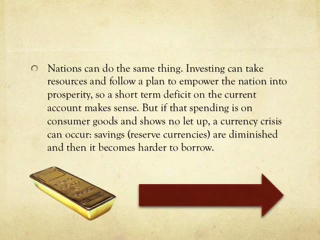 Nations can do the same thing. Investing can take
resources and follow a plan to empower the nation into
prosperity, so a short term deficit on the current
account makes sense. But if that spending is on
consumer goods and shows no let up, a currency crisis
can occur: savings (reserve currencies) are diminished
and then it becomes harder to borrow.